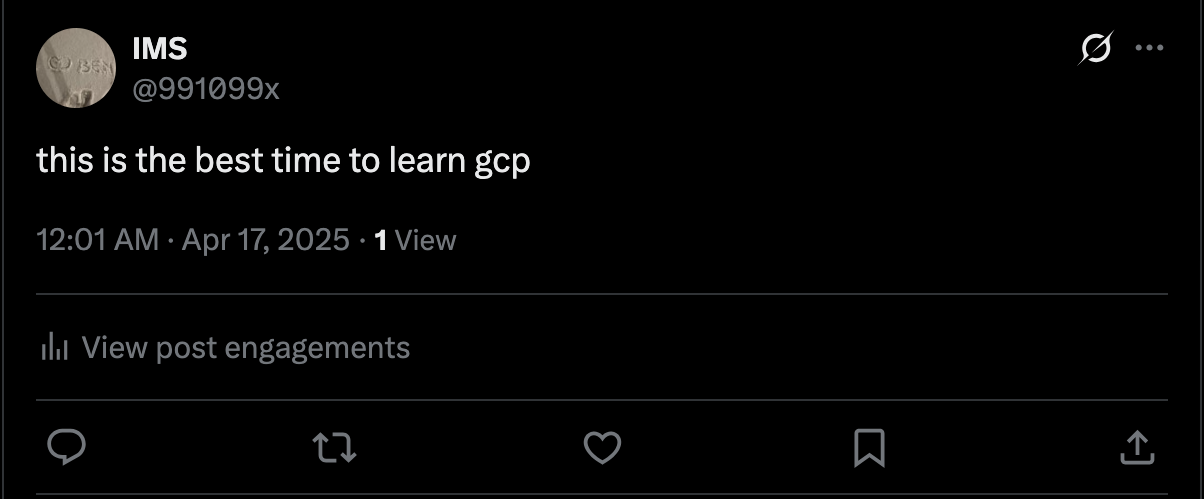 IMS
@991099x
this is the best time to learn gcp
12:01 AM · Apr 17, 2025 · 1 View
View post engagements